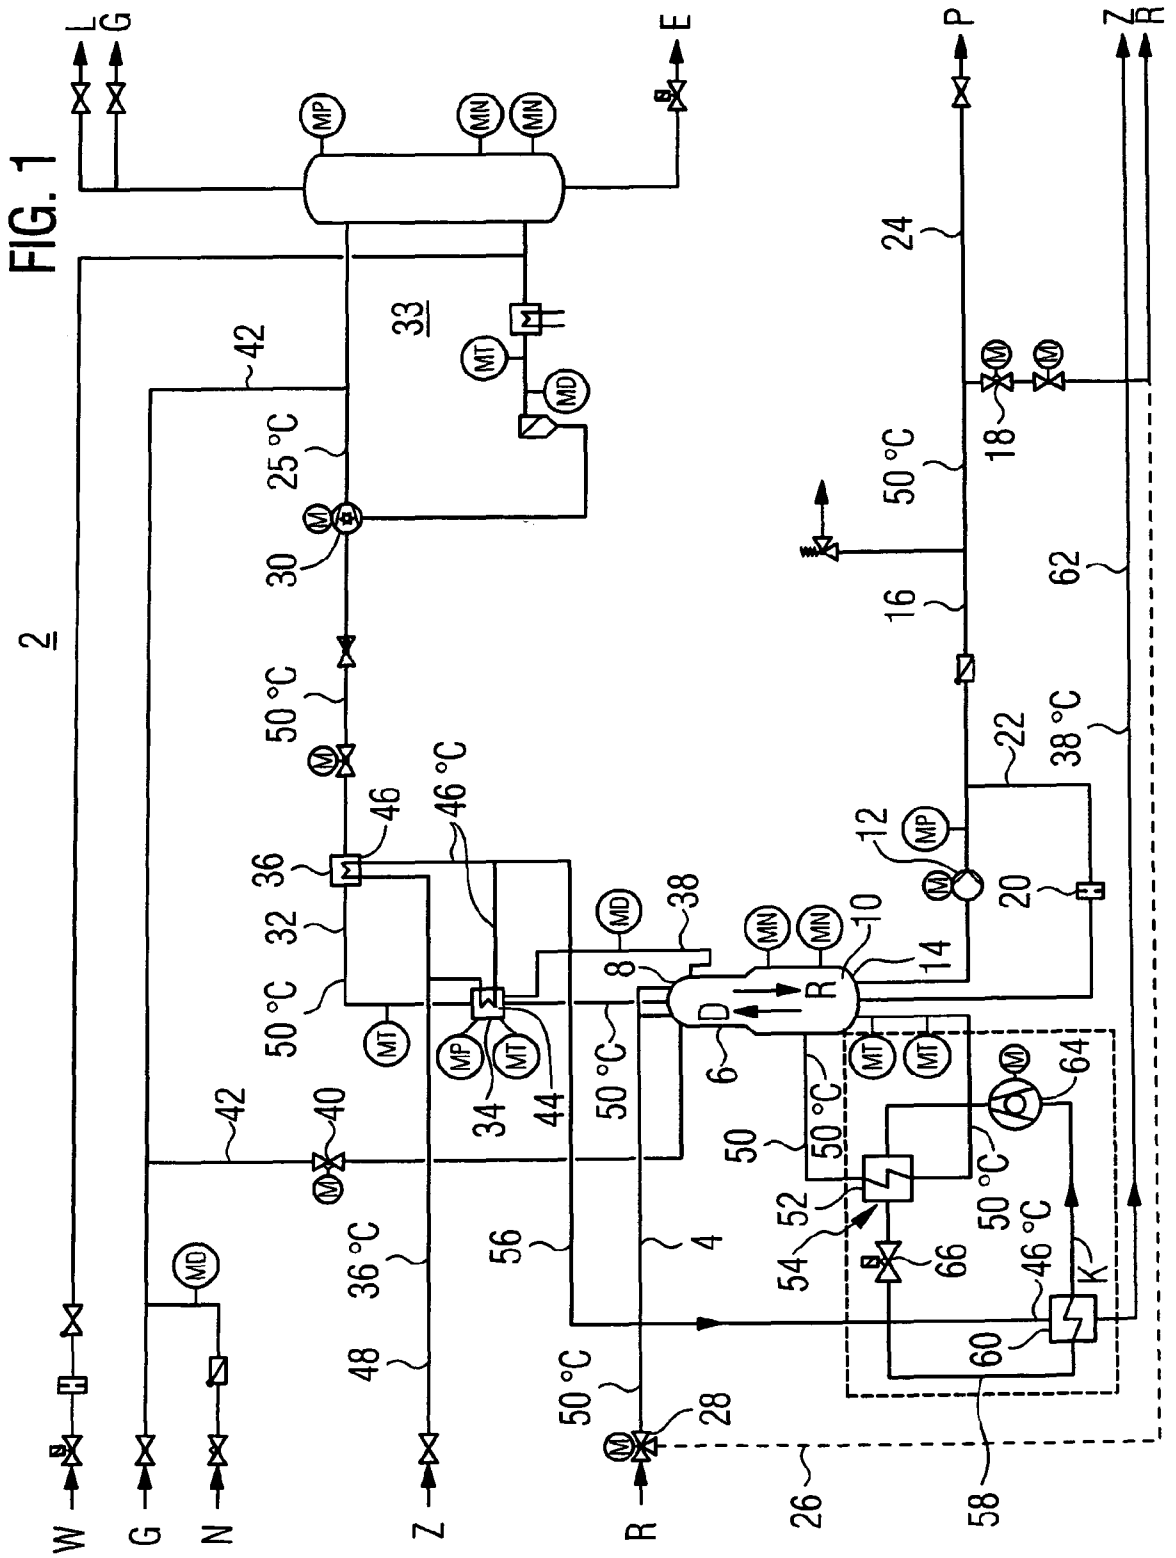 FIG. 1
2
L
G
E
P
Z
R
MP
MN
MN
42
33
MT
MD
25 °C
M
30
50 °C
M
36
46
46 °C
32
50 °C
MT
MP
MT
34
44
50 °C
MD
38
8
42
40
M
MD
36 °C
48
56
4
50 °C
M
28
26
W
G
N
Z
R
24
M
M
18
50 °C
16
62
38 °C
22
12
MP
M
20
MN
MN
10
14
D
R
6
MT
MT
50
50 °C
52
54
66
M
64
50 °C
46 °C
K
60
58